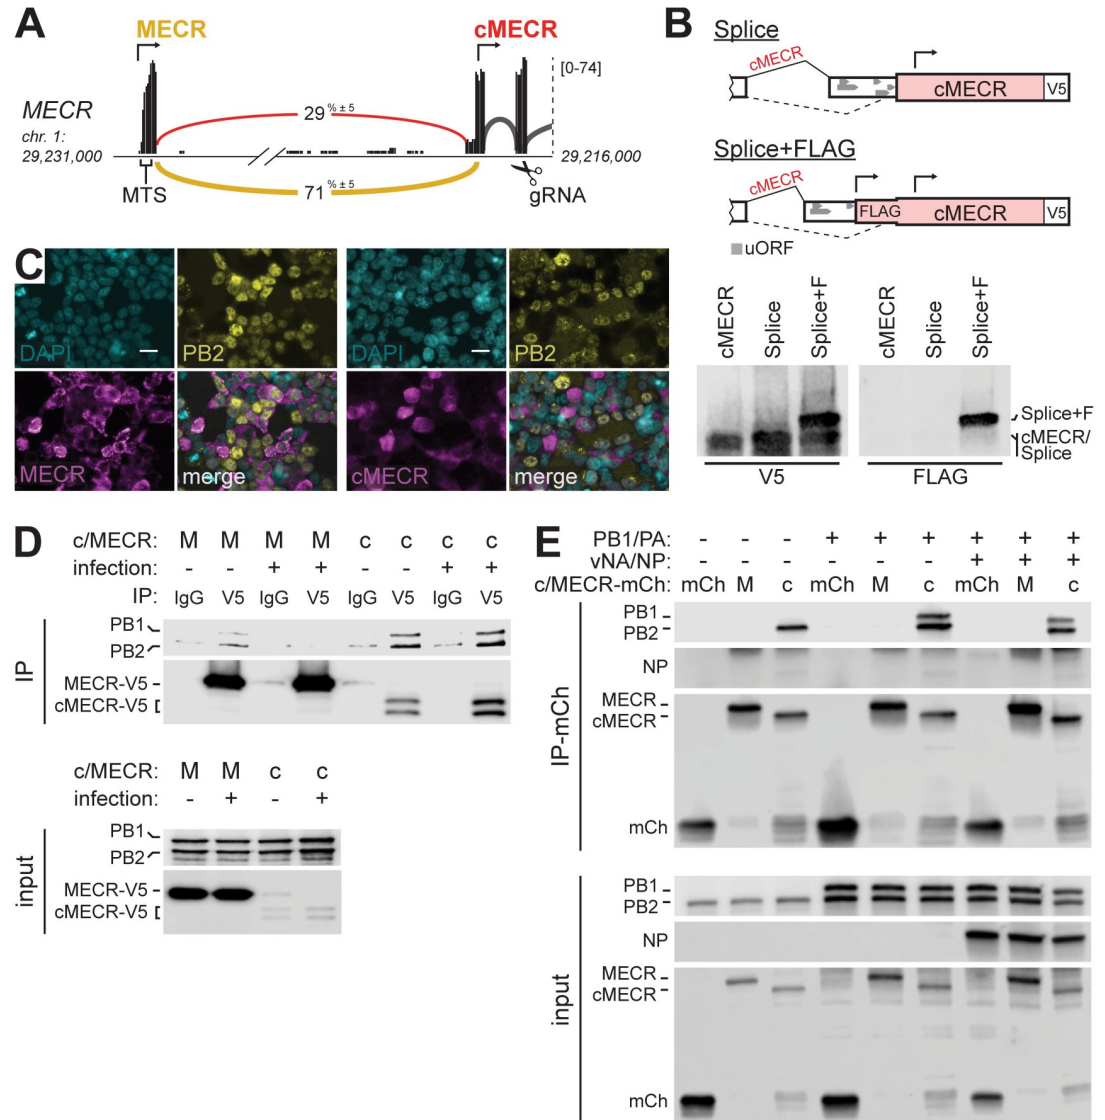 A
MECR
cMECR
[0-74]
MECR
chr. 1:
29,231,000
29 % ± 5
71 % ± 5
29,216,000
MTS
gRNA
B
Splice
cMECR
cMECR
V5
Splice+FLAG
cMECR
FLAG
cMECR
V5
uORF
cMECR
Splice
Splice+F
cMECR
Splice
Splice+F
Splice+F
cMECR/
Splice
V5
FLAG
C
DAPI
PB2
DAPI
PB2
MECR
merge
cMECR
merge
D
c/MECR: M M M M c c c c
infection: - - + + - - + +
IP: IgG V5 IgG V5 IgG V5 IgG V5
IP
PB1
PB2
MECR-V5
cMECR-V5
c/MECR: M M c c
infection: - + - +
input
PB1
PB2
MECR-V5
cMECR-V5
E
PB1/PA: - - - + + + + + +
vNA/NP: - - - - - - + + +
c/MECR-mCh: mCh M c mCh M c mCh M c
IP-mCh
PB1
PB2
NP
MECR
cMECR
mCh
input
PB1
PB2
NP
MECR
cMECR
mCh